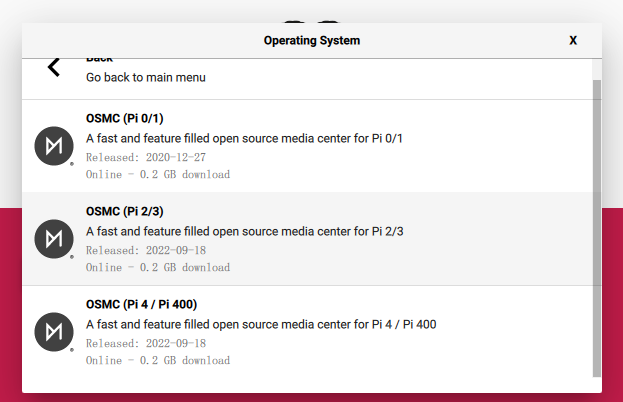 Operating System
X
Back
Go back to main menu
OSMC (Pi 0/1)
A fast and feature filled open source media center for Pi 0/1
Released: 2020-12-27
Online - 0.2 GB download
OSMC (Pi 2/3)
A fast and feature filled open source media center for Pi 2/3
Released: 2022-09-18
Online - 0.2 GB download
OSMC (Pi 4 / Pi 400)
A fast and feature filled open source media center for Pi 4 / Pi 400
Released: 2022-09-18
Online - 0.2 GB download